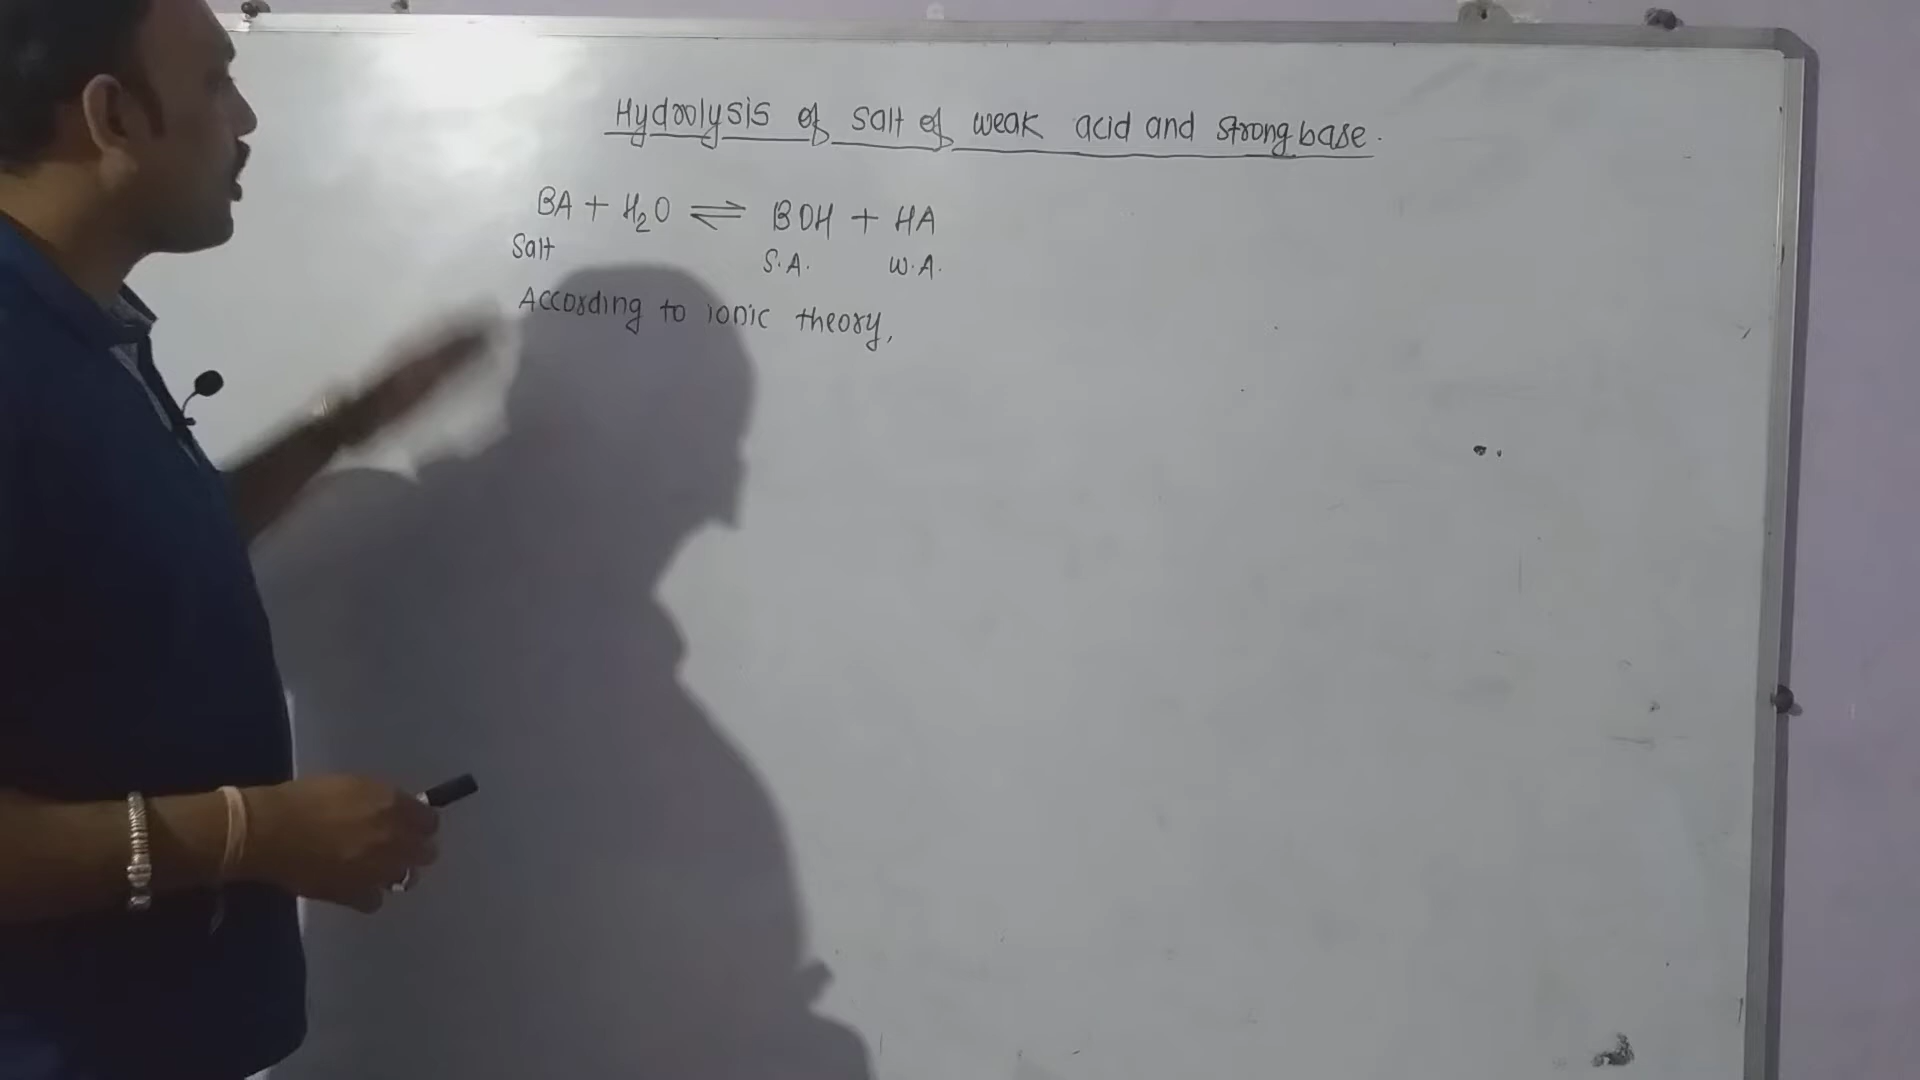 Hydrolysis of salt of weak acid and strong base.
BA + H₂O ⇌ BOH + HA
Salt S.A. W.A.
According to ionic theory,